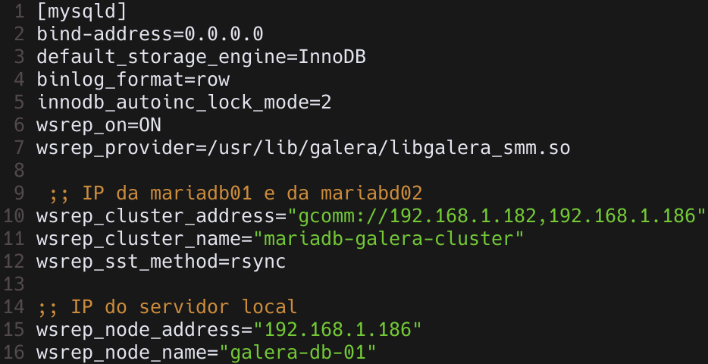 1 [mysqld]
2 bind-address=0.0.0.0
3 default_storage_engine=InnoDB
4 binlog_format=row
5 innodb_autoinc_lock_mode=2
6 wsrep_on=ON
7 wsrep_provider=/usr/lib/galera/libgalera_smm.so
8
9 ;; IP da mariadb01 e da mariabd02
10 wsrep_cluster_address="gcomm://192.168.1.182,192.168.1.186"
11 wsrep_cluster_name="mariadb-galera-cluster"
12 wsrep_sst_method=rsync
13
14 ;; IP do servidor local
15 wsrep_node_address="192.168.1.186"
16 wsrep_node_name="galera-db-01"